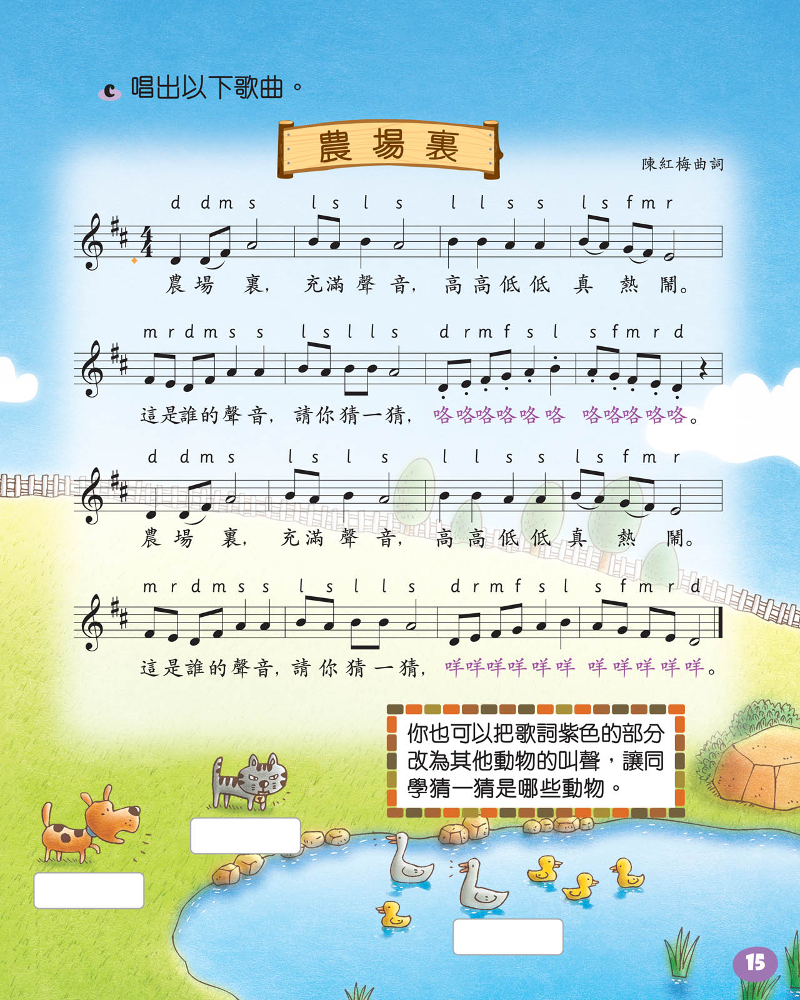 c 唱出以下歌曲。
農場裏
陳紅梅曲詞
d d m s l s l s l l s s l s f m r
4
4
農場裏，充滿聲音，高高低低真熱鬧。
m r d m s s l s l l s d r m f s l s f m r d
這是誰的聲音，請你猜一猜，咯咯咯咯咯咯 咯咯咯咯咯。
d d m s l s l s l l s s l s f m r
農場裏，充滿聲音，高高低低真熱鬧。
m r d m s s l s l l s d r m f s l s f m r d
這是誰的聲音，請你猜一猜，咩咩咩咩咩咩 咩咩咩咩咩。
你也可以把歌詞紫色的部分
改為其他動物的叫聲，讓同
學猜一猜是哪些動物。
15